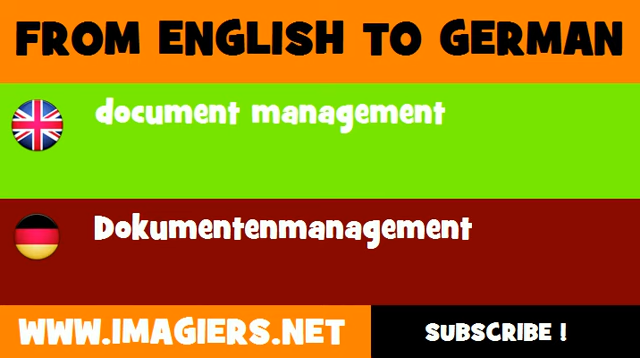 FROM ENGLISH TO GERMAN
document management
Dokumentenmanagement
WWW.IMAGIERS.NET
SUBSCRIBE !